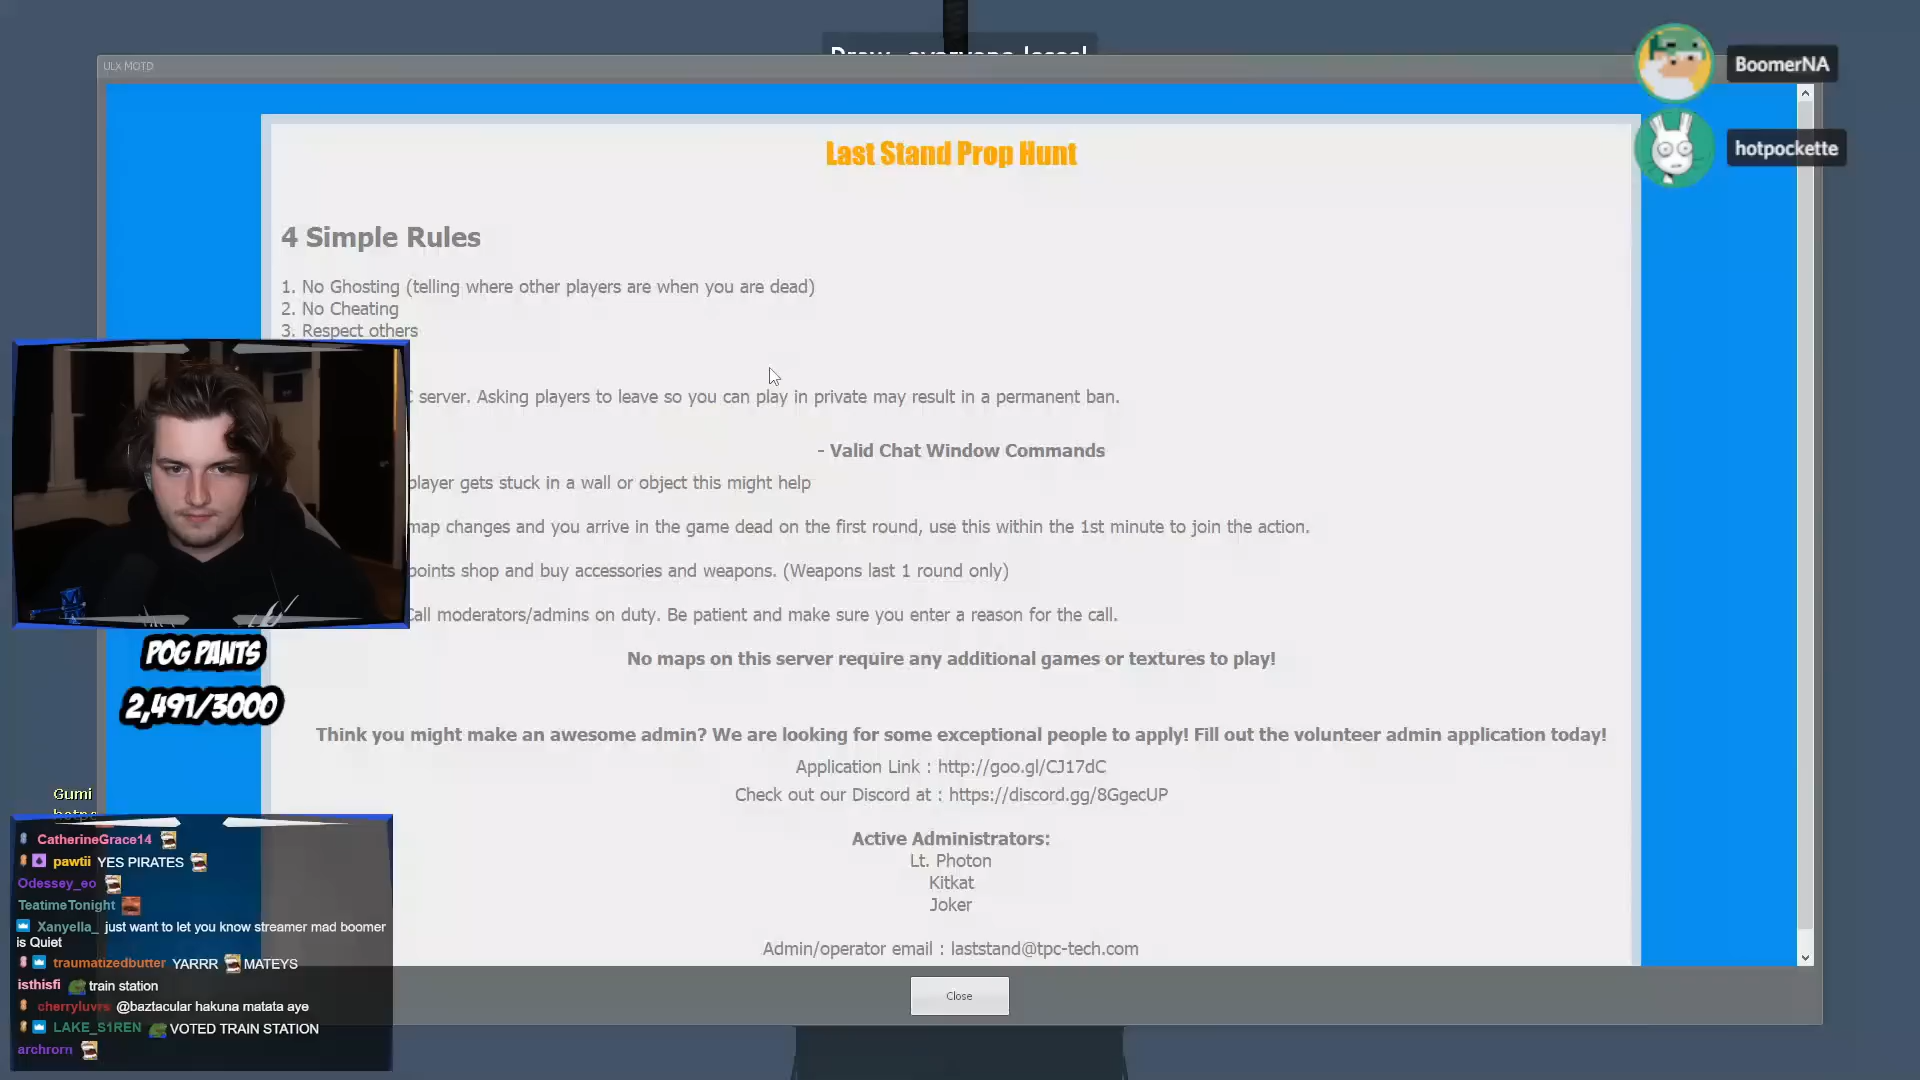 Draw, everyone loses!
ULX MOTD
BoomerNA
hotpockette
Last Stand Prop Hunt
4 Simple Rules
1. No Ghosting (telling where other players are when you are dead)
2. No Cheating
3. Respect others
server. Asking players to leave so you can play in private may result in a permanent ban.
- Valid Chat Window Commands
player gets stuck in a wall or object this might help
map changes and you arrive in the game dead on the first round, use this within the 1st minute to join the action.
points shop and buy accessories and weapons. (Weapons last 1 round only)
Call moderators/admins on duty. Be patient and make sure you enter a reason for the call.
No maps on this server require any additional games or textures to play!
Think you might make an awesome admin? We are looking for some exceptional people to apply! Fill out the volunteer admin application today!
Application Link : http://goo.gl/CJ17dC
Check out our Discord at : https://discord.gg/8GgecUP
Active Administrators:
Lt. Photon
Kitkat
Joker
Admin/operator email : laststand@tpc-tech.com
Close
POG PANTS
2,491/3000
Gumi
CatherineGrace14
pawtii YES PIRATES
Odessey_eo
TeatimeTonight
Xanyella_ just want to let you know streamer mad boomer
is Quiet
traumatizedbutter YARRR MATEYS
isthisfi train station
cherryluvrs @baztacular hakuna matata aye
LAKE_S1REN VOTED TRAIN STATION
archrorn